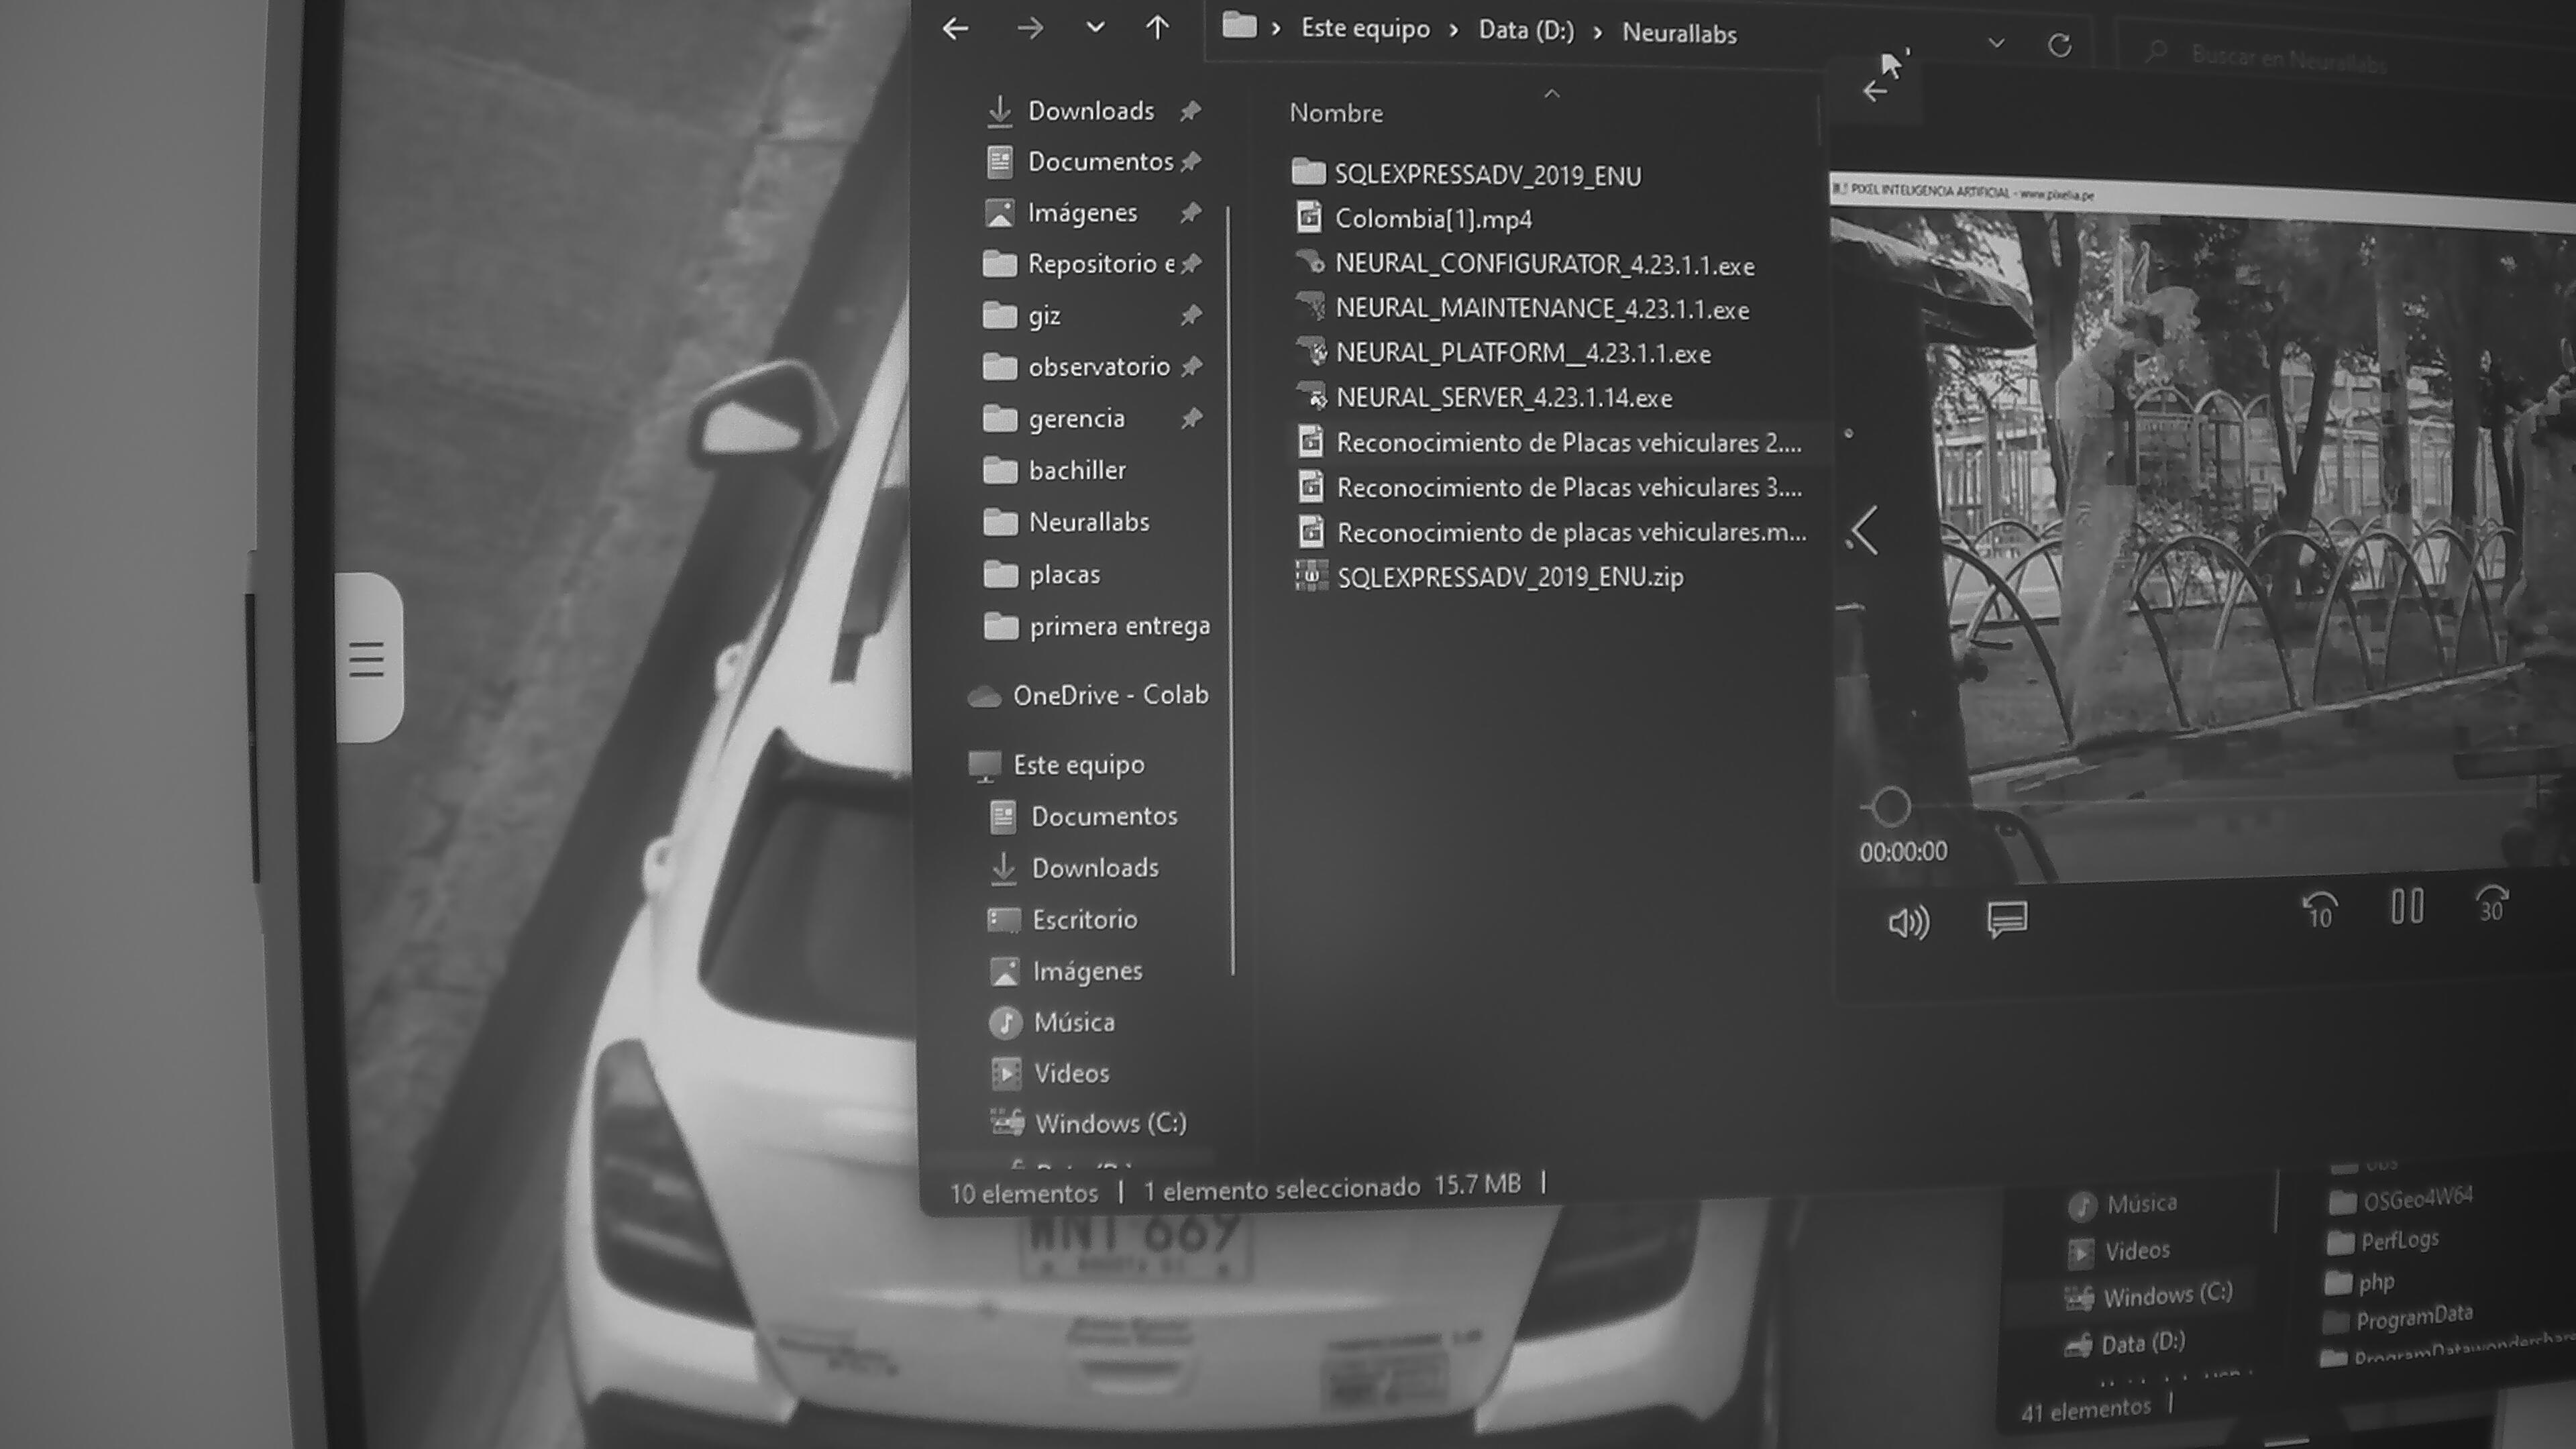 Este equipo > Data (D:) > Neurallabs
Buscar en Neurallabs
Downloads
Documentos
Imágenes
Repositorio e
giz
observatorio
gerencia
bachiller
Neurallabs
placas
primera entrega
OneDrive - Colab
Este equipo
Documentos
Downloads
Escritorio
Imágenes
Música
Videos
Windows (C:)
Nombre
SQLEXPRESSADV_2019_ENU
Colombia[1].mp4
NEURAL_CONFIGURATOR_4.23.1.1.exe
NEURAL_MAINTENANCE_4.23.1.1.exe
NEURAL_PLATFORM__4.23.1.1.exe
NEURAL_SERVER_4.23.1.14.exe
Reconocimiento de Placas vehiculares 2....
Reconocimiento de Placas vehiculares 3....
Reconocimiento de placas vehiculares.m...
SQLEXPRESSADV_2019_ENU.zip
10 elementos | 1 elemento seleccionado 15.7 MB |
PIXEL INTELIGENCIA ARTIFICIAL - www.pixelia.pe
00:00:00
10
30
WNT 669
Música
Videos
Windows (C:)
Data (D:)
41 elementos |
OSGeo4W64
PerfLogs
php
ProgramData
ProgramDatawondershare